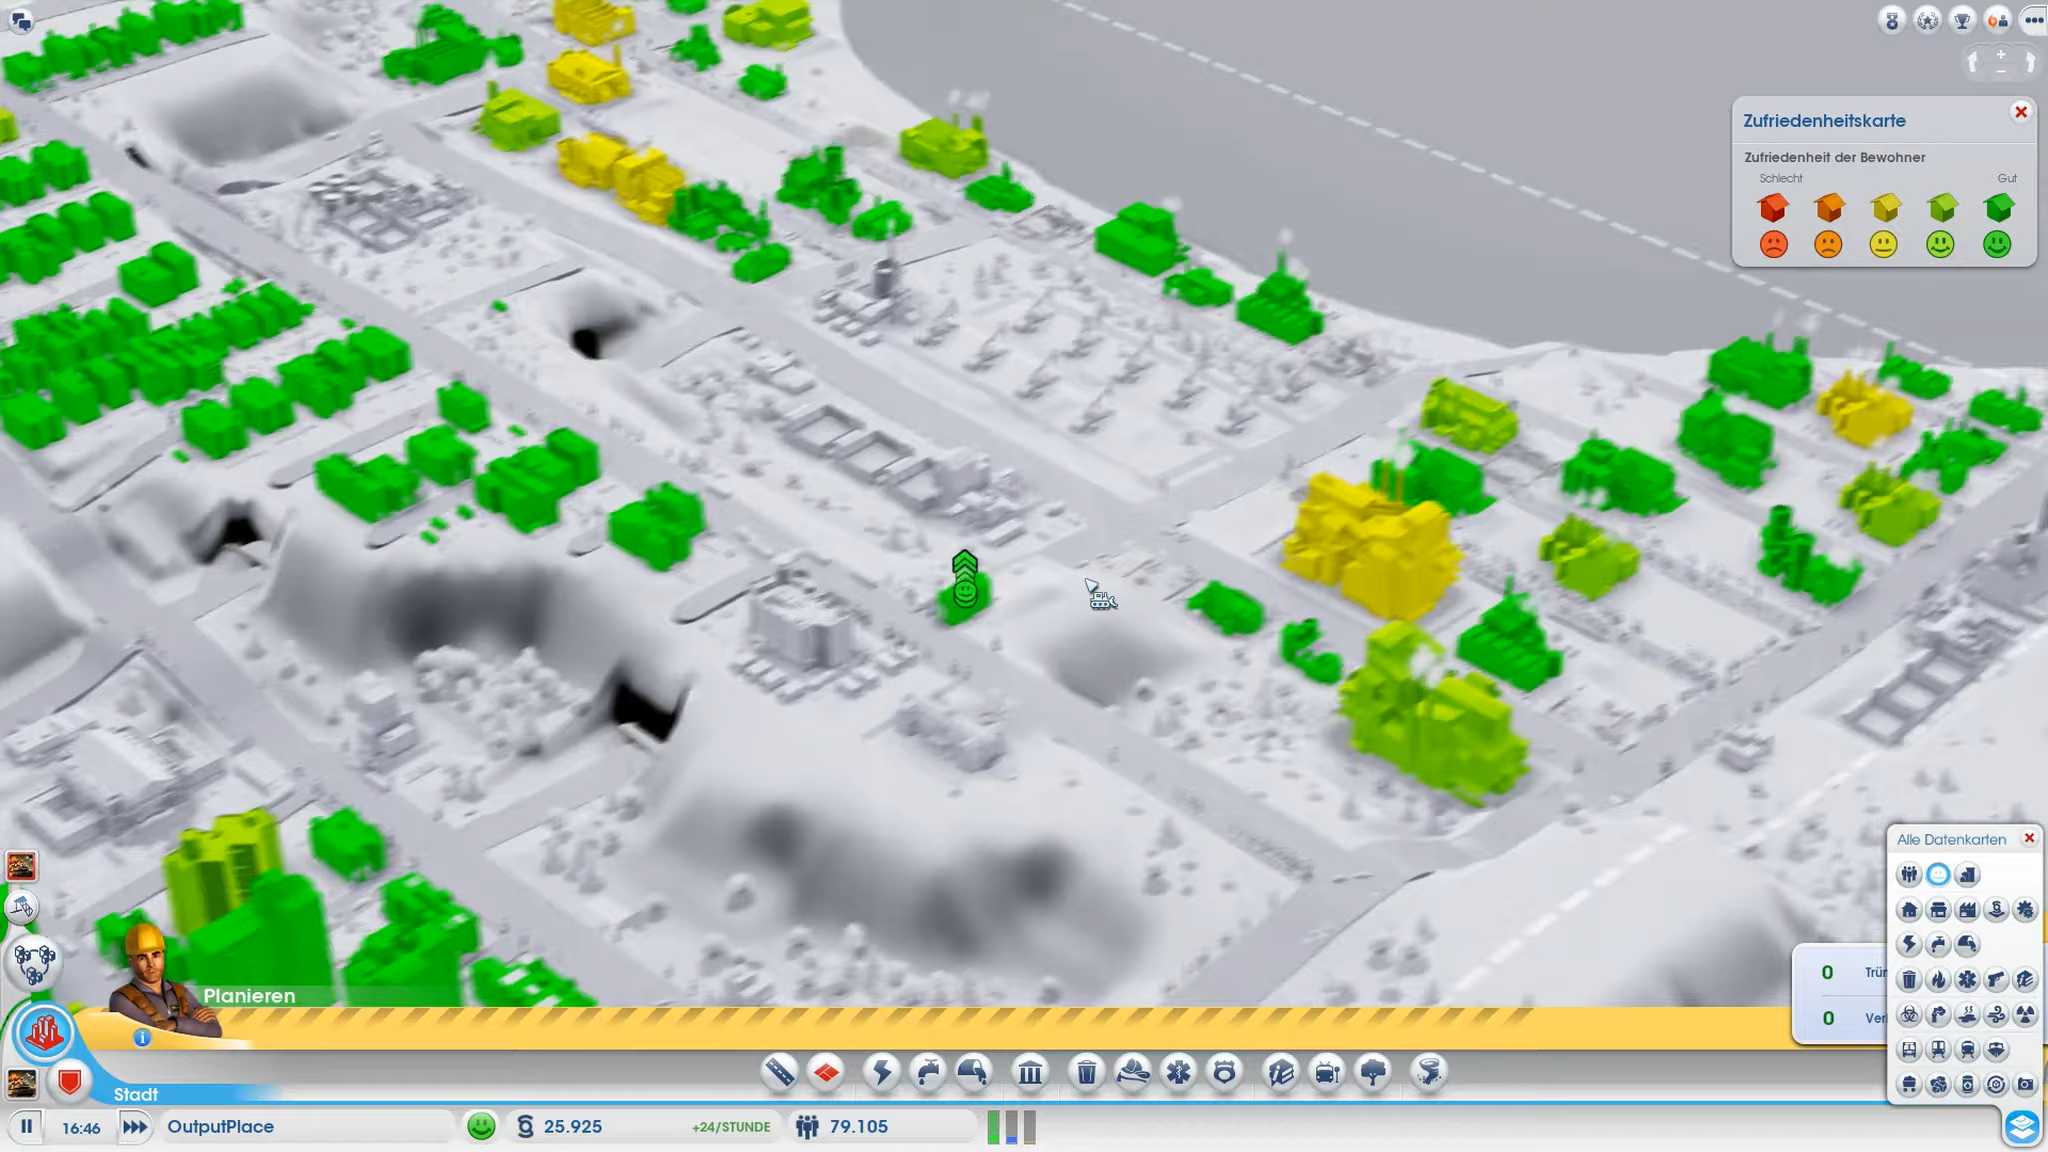 Zufriedenheitskarte
Zufriedenheit der Bewohner
Schlecht
Gut
Alle Datenkarten
0
0
Planieren
Stadt
16:46
OutputPlace
25.925
+24/STUNDE
79.105